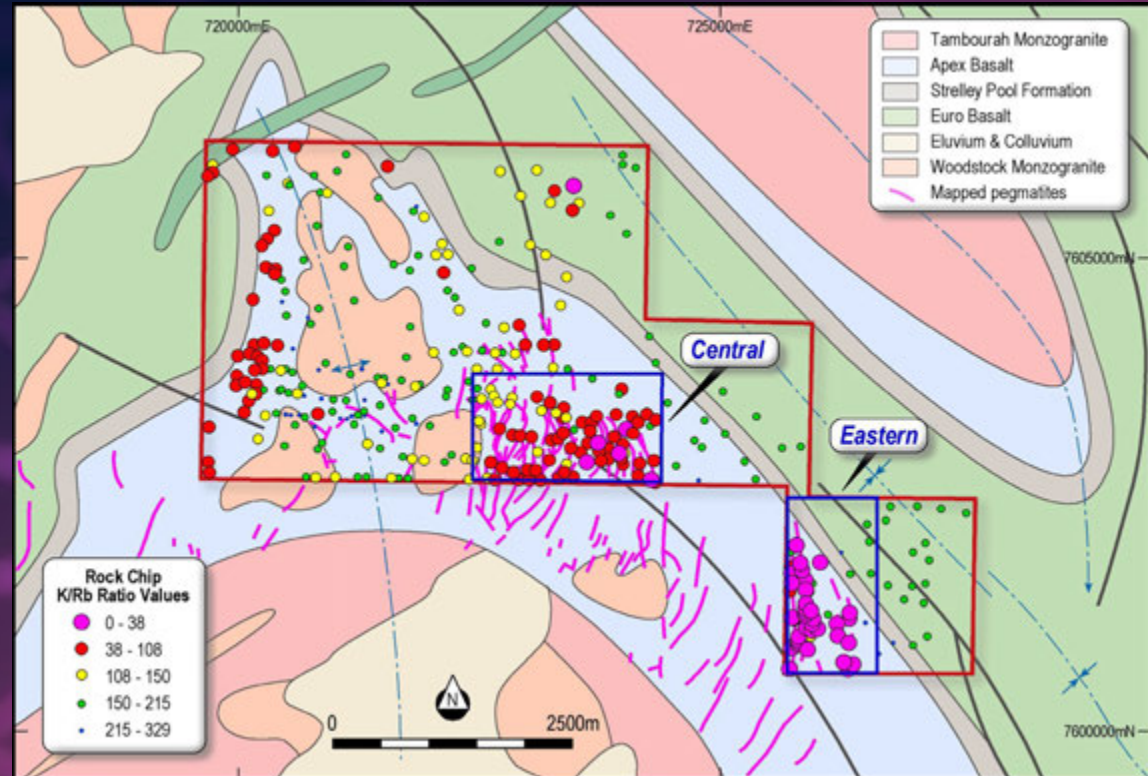 720000mE
725000mE
Tambourah Monzogranite
Apex Basalt
Strelley Pool Formation
Euro Basalt
Eluvium & Colluvium
Woodstock Monzogranite
Mapped pegmatites
7605000mN
Central
Eastern
Rock Chip
K/Rb Ratio Values
0 - 38
38 - 108
108 - 150
150 - 215
215 - 329
N
0
2500m
7600000mN